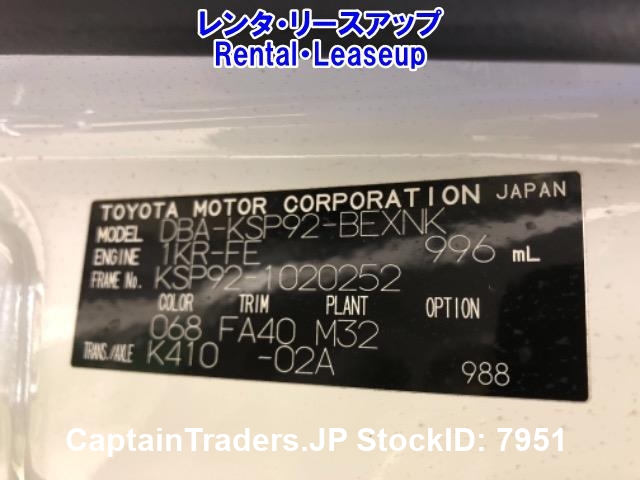 レンタ・リースアップ
Rental・Leaseup
TOYOTA MOTOR CORPORATION JAPAN
MODEL DBA-KSP92-BEXNK
ENGINE 1KR-FE 996 mL
FRAME No. KSP92-1020252
COLOR TRIM PLANT OPTION
068 FA40 M32
TRANS./AXLE K410 -02A
988
CaptainTraders.JP StockID: 7951